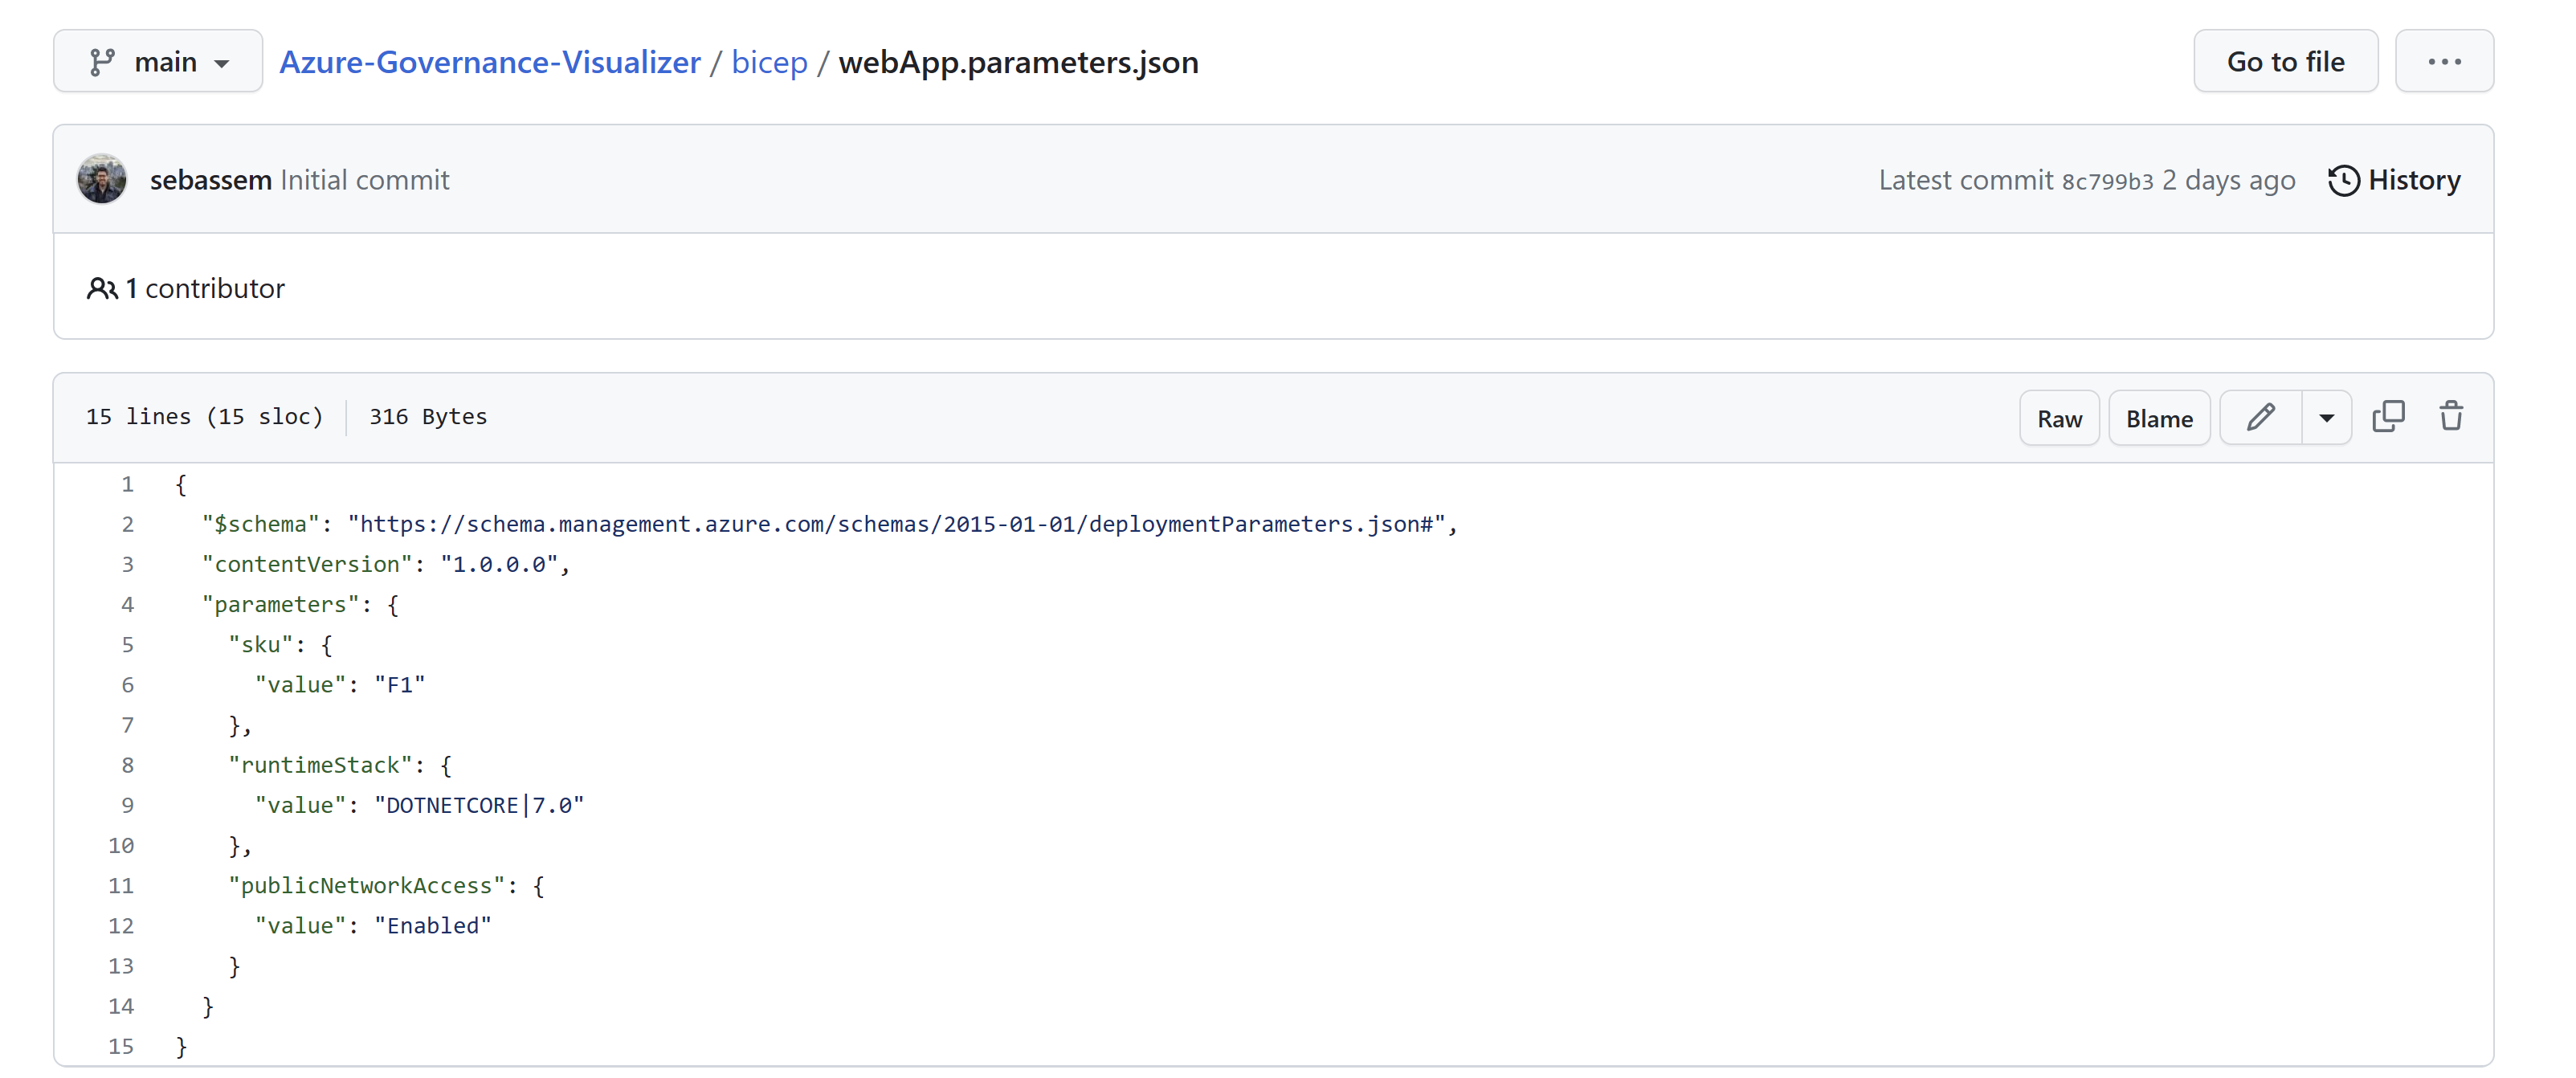 main Azure-Governance-Visualizer / bicep / webApp.parameters.json Go to file ...
sebassem Initial commit Latest commit 8c799b3 2 days ago History
1 contributor
15 lines (15 sloc) 316 Bytes Raw Blame
1 {
2   "$schema": "https://schema.management.azure.com/schemas/2015-01-01/deploymentParameters.json#",
3   "contentVersion": "1.0.0.0",
4   "parameters": {
5     "sku": {
6       "value": "F1"
7     },
8     "runtimeStack": {
9       "value": "DOTNETCORE|7.0"
10     },
11     "publicNetworkAccess": {
12       "value": "Enabled"
13     }
14   }
15 }